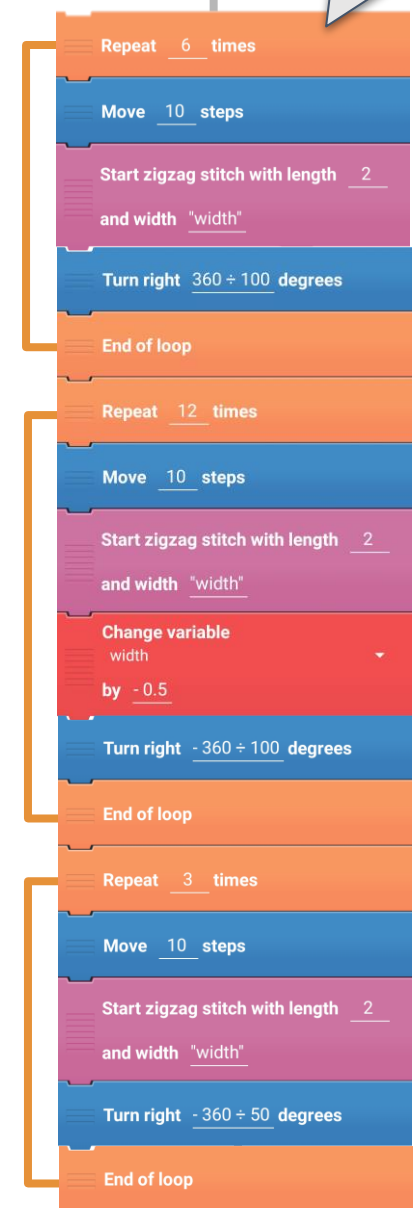 Repeat 6 times
Move 10 steps
Start zigzag stitch with length 2
and width "width"
Turn right 360 ÷ 100 degrees
End of loop
Repeat 12 times
Move 10 steps
Start zigzag stitch with length 2
and width "width"
Change variable
width
by - 0.5
Turn right - 360 ÷ 100 degrees
End of loop
Repeat 3 times
Move 10 steps
Start zigzag stitch with length 2
and width "width"
Turn right - 360 ÷ 50 degrees
End of loop